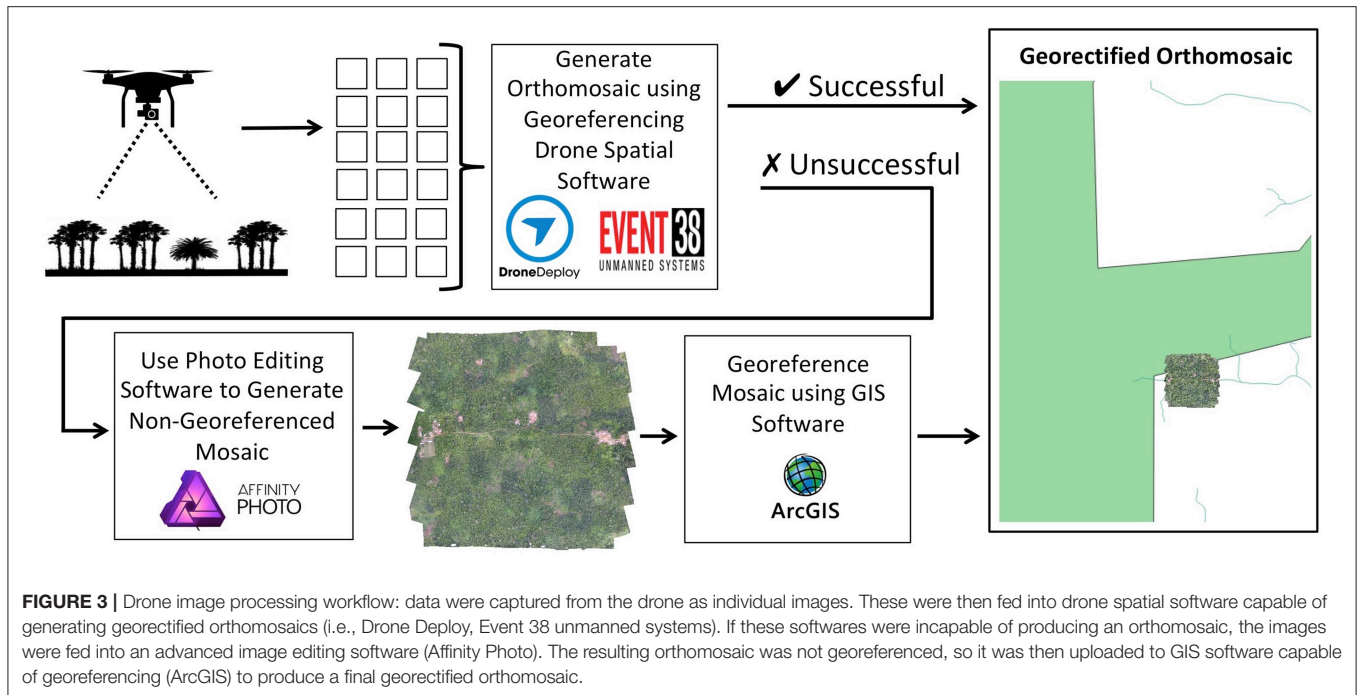 Generate
Orthomosaic using
Georeferencing
Drone Spatial
Software
DroneDeploy
EVENT 38
UNMANNED SYSTEMS
✔ Successful
✗ Unsuccessful
Georectified Orthomosaic
Use Photo Editing
Software to Generate
Non-Georeferenced
Mosaic
AFFINITY
PHOTO
Georeference
Mosaic using GIS
Software
ArcGIS
FIGURE 3 | Drone image processing workflow: data were captured from the drone as individual images. These were then fed into drone spatial software capable of
generating georectified orthomosaics (i.e., Drone Deploy, Event 38 unmanned systems). If these softwares were incapable of producing an orthomosaic, the images
were fed into an advanced image editing software (Affinity Photo). The resulting orthomosaic was not georeferenced, so it was then uploaded to GIS software capable
of georeferencing (ArcGIS) to produce a final georectified orthomosaic.